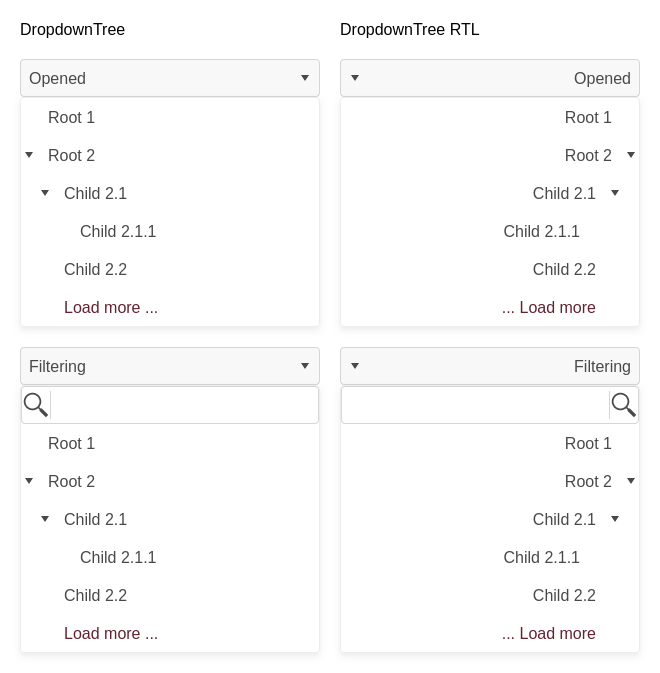 DropdownTree
Opened
Root 1
Root 2
Child 2.1
Child 2.1.1
Child 2.2
Load more ...
Filtering
Root 1
Root 2
Child 2.1
Child 2.1.1
Child 2.2
Load more ...
DropdownTree RTL
Opened
Root 1
Root 2
Child 2.1
Child 2.1.1
Child 2.2
... Load more
Filtering
Root 1
Root 2
Child 2.1
Child 2.1.1
Child 2.2
... Load more